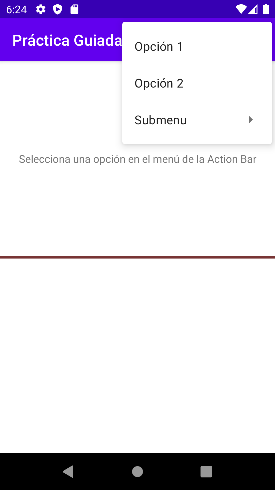 6:24
Práctica Guiada
Opción 1
Opción 2
Submenu
Selecciona una opción en el menú de la Action Bar